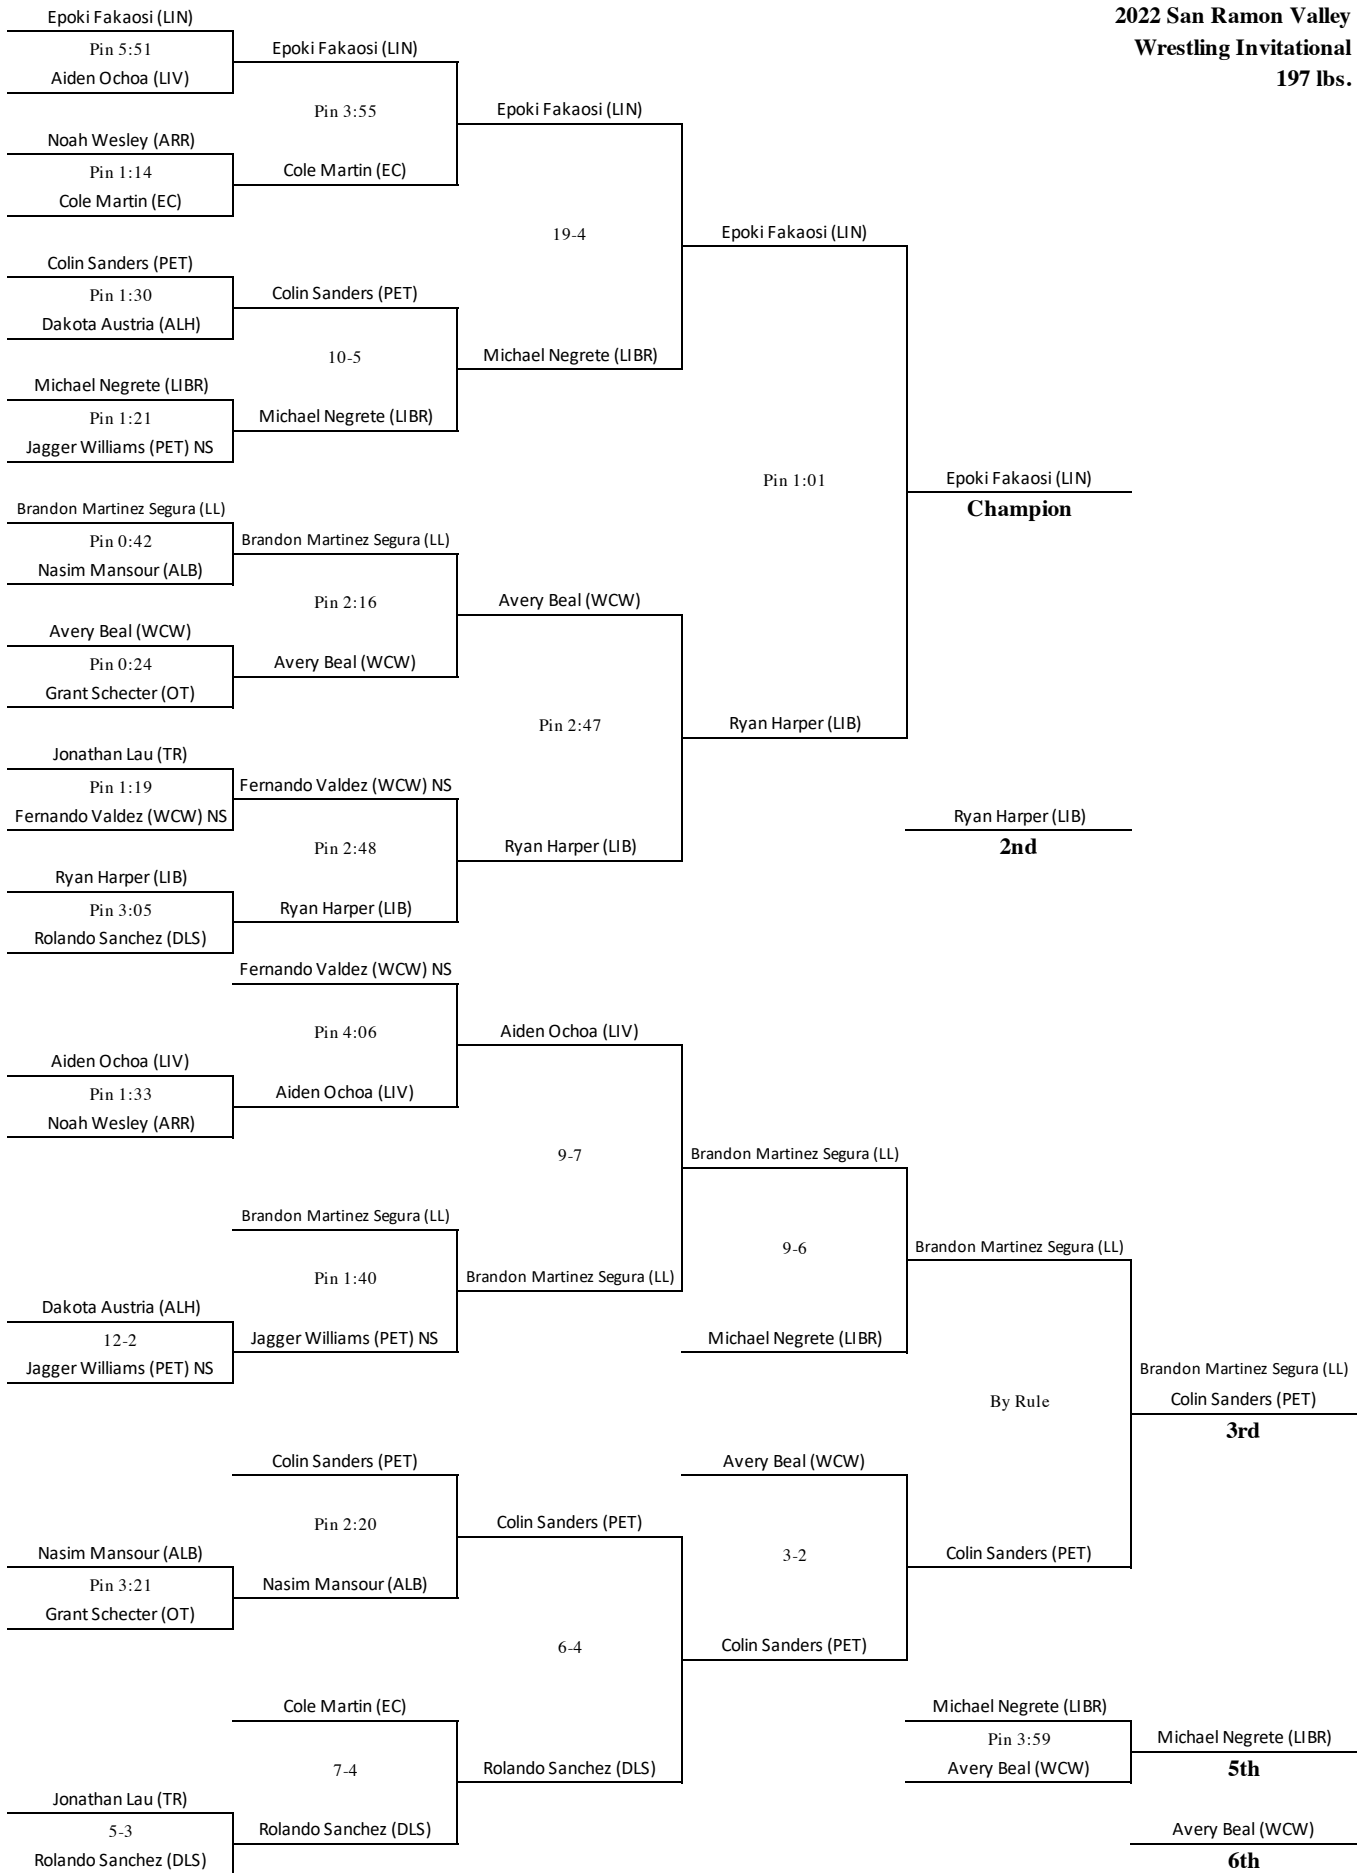 2022 San Ramon Valley
Wrestling Invitational
197 lbs.
Epoki Fakaosi (LIN)
Pin 5:51
Aiden Ochoa (LIV)
Noah Wesley (ARR)
Pin 1:14
Cole Martin (EC)
Colin Sanders (PET)
Pin 1:30
Dakota Austria (ALH)
Michael Negrete (LIBR)
Pin 1:21
Jagger Williams (PET) NS
Brandon Martinez Segura (LL)
Pin 0:42
Nasim Mansour (ALB)
Avery Beal (WCW)
Pin 0:24
Grant Schecter (OT)
Jonathan Lau (TR)
Pin 1:19
Fernando Valdez (WCW) NS
Ryan Harper (LIB)
Pin 3:05
Rolando Sanchez (DLS)
Epoki Fakaosi (LIN)
Pin 3:55
Cole Martin (EC)
Colin Sanders (PET)
10-5
Michael Negrete (LIBR)
Brandon Martinez Segura (LL)
Pin 2:16
Avery Beal (WCW)
Fernando Valdez (WCW) NS
Pin 2:48
Ryan Harper (LIB)
Epoki Fakaosi (LIN)
19-4
Michael Negrete (LIBR)
Avery Beal (WCW)
Pin 2:47
Ryan Harper (LIB)
Epoki Fakaosi (LIN)
Pin 1:01
Ryan Harper (LIB)
Epoki Fakaosi (LIN)
Champion
Ryan Harper (LIB)
2nd
Aiden Ochoa (LIV)
Pin 1:33
Noah Wesley (ARR)
Dakota Austria (ALH)
12-2
Jagger Williams (PET) NS
Nasim Mansour (ALB)
Pin 3:21
Grant Schecter (OT)
Jonathan Lau (TR)
5-3
Rolando Sanchez (DLS)
Fernando Valdez (WCW) NS
Pin 4:06
Aiden Ochoa (LIV)
Brandon Martinez Segura (LL)
Pin 1:40
Jagger Williams (PET) NS
Colin Sanders (PET)
Pin 2:20
Nasim Mansour (ALB)
Cole Martin (EC)
7-4
Rolando Sanchez (DLS)
Aiden Ochoa (LIV)
9-7
Brandon Martinez Segura (LL)
Colin Sanders (PET)
6-4
Rolando Sanchez (DLS)
Brandon Martinez Segura (LL)
9-6
Michael Negrete (LIBR)
Avery Beal (WCW)
3-2
Colin Sanders (PET)
Brandon Martinez Segura (LL)
By Rule
Colin Sanders (PET)
Brandon Martinez Segura (LL)
Colin Sanders (PET)
3rd
Michael Negrete (LIBR)
Pin 3:59
Avery Beal (WCW)
Michael Negrete (LIBR)
5th
Avery Beal (WCW)
6th